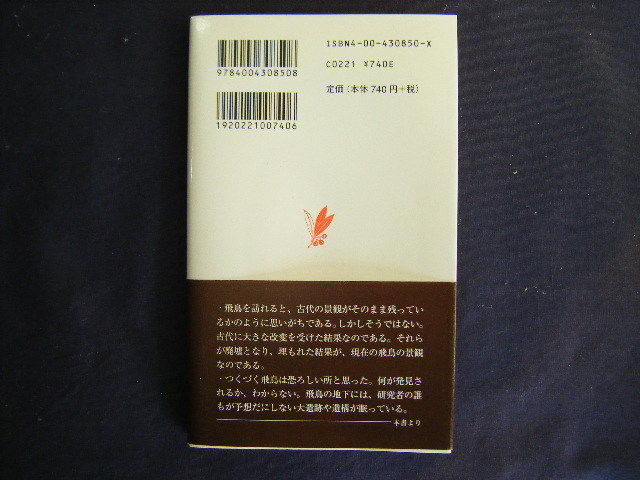 ISBN4-00-430850-X
9784004308508
C0221 ¥740E
定価(本体 740円+税)
1920221007406
- 飛鳥を訪れると、古代の景観がそのまま残ってい
るかのように思いがちである。しかしそうではない。
古代に大きな改変を受けた結果なのである。それら
が廃墟となり、埋もれた結果が、現在の飛鳥の景観
なのである。
- つくづく飛鳥は恐ろしい所と思った。何が発見さ
れるか、わからない。飛鳥の地下には、研究者の誰
もが予想だにしない大遺跡や遺構が眠っている。
本書より